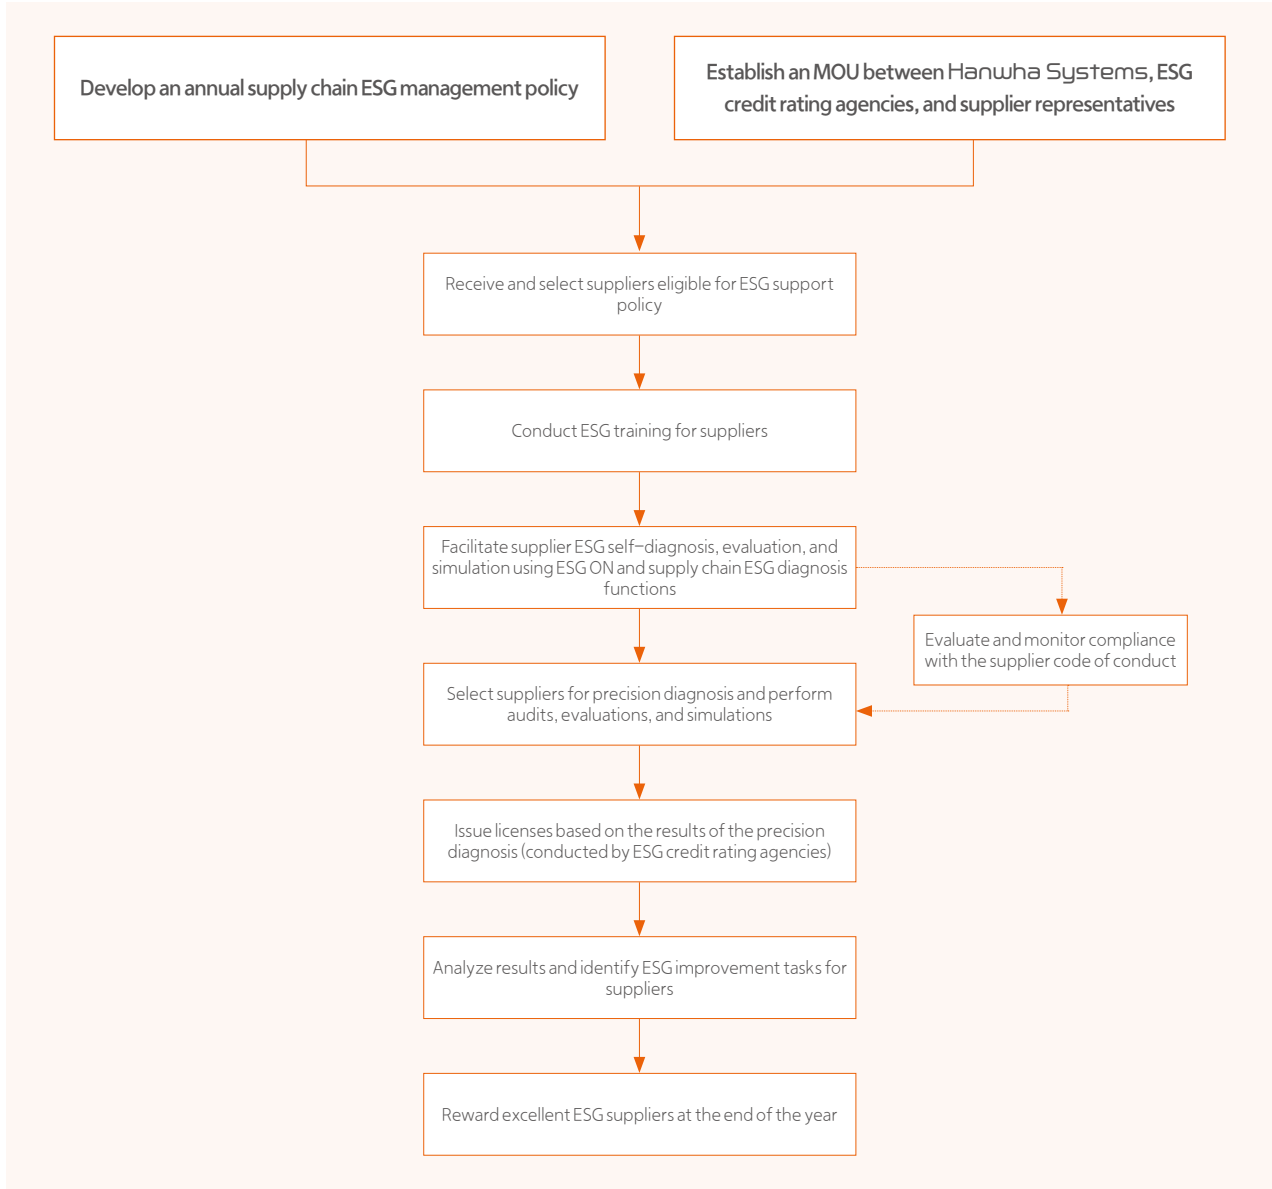 Develop an annual supply chain ESG management policy
Establish an MOU between Hanwha Systems, ESG
credit rating agencies, and supplier representatives
Receive and select suppliers eligible for ESG support
policy
Conduct ESG training for suppliers
Facilitate supplier ESG self-diagnosis, evaluation, and
simulation using ESG ON and supply chain ESG diagnosis
functions
Evaluate and monitor compliance
with the supplier code of conduct
Select suppliers for precision diagnosis and perform
audits, evaluations, and simulations
Issue licenses based on the results of the precision
diagnosis (conducted by ESG credit rating agencies)
Analyze results and identify ESG improvement tasks for
suppliers
Reward excellent ESG suppliers at the end of the year